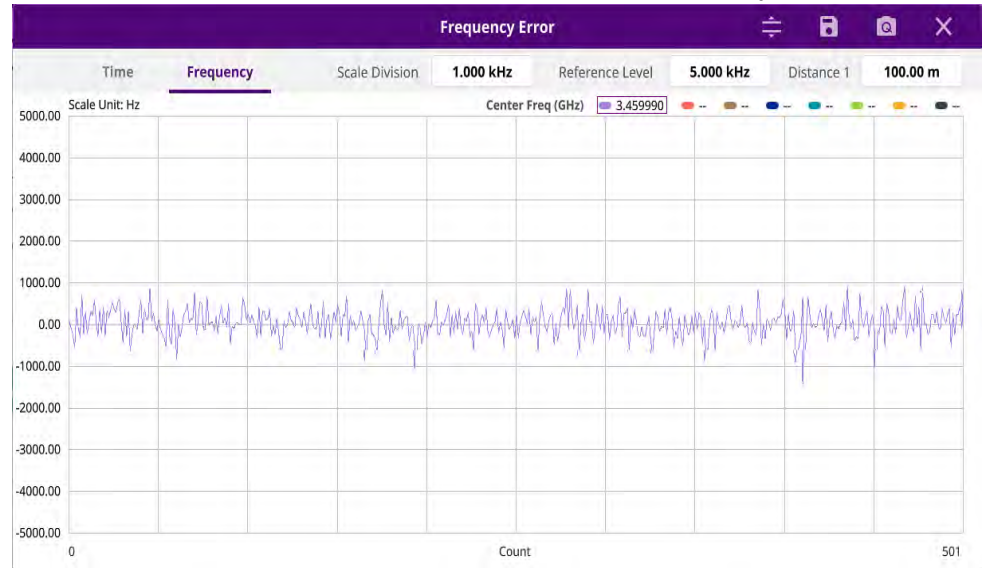 Frequency Error
Time Frequency Scale Division 1.000 kHz Reference Level 5.000 kHz Distance 1 100.00 m
Scale Unit: Hz Center Freq (GHz) 3.459990 -- -- -- -- -- -- --
5000.00
4000.00
3000.00
2000.00
1000.00
0.00
-1000.00
-2000.00
-3000.00
-4000.00
-5000.00
0 Count 501